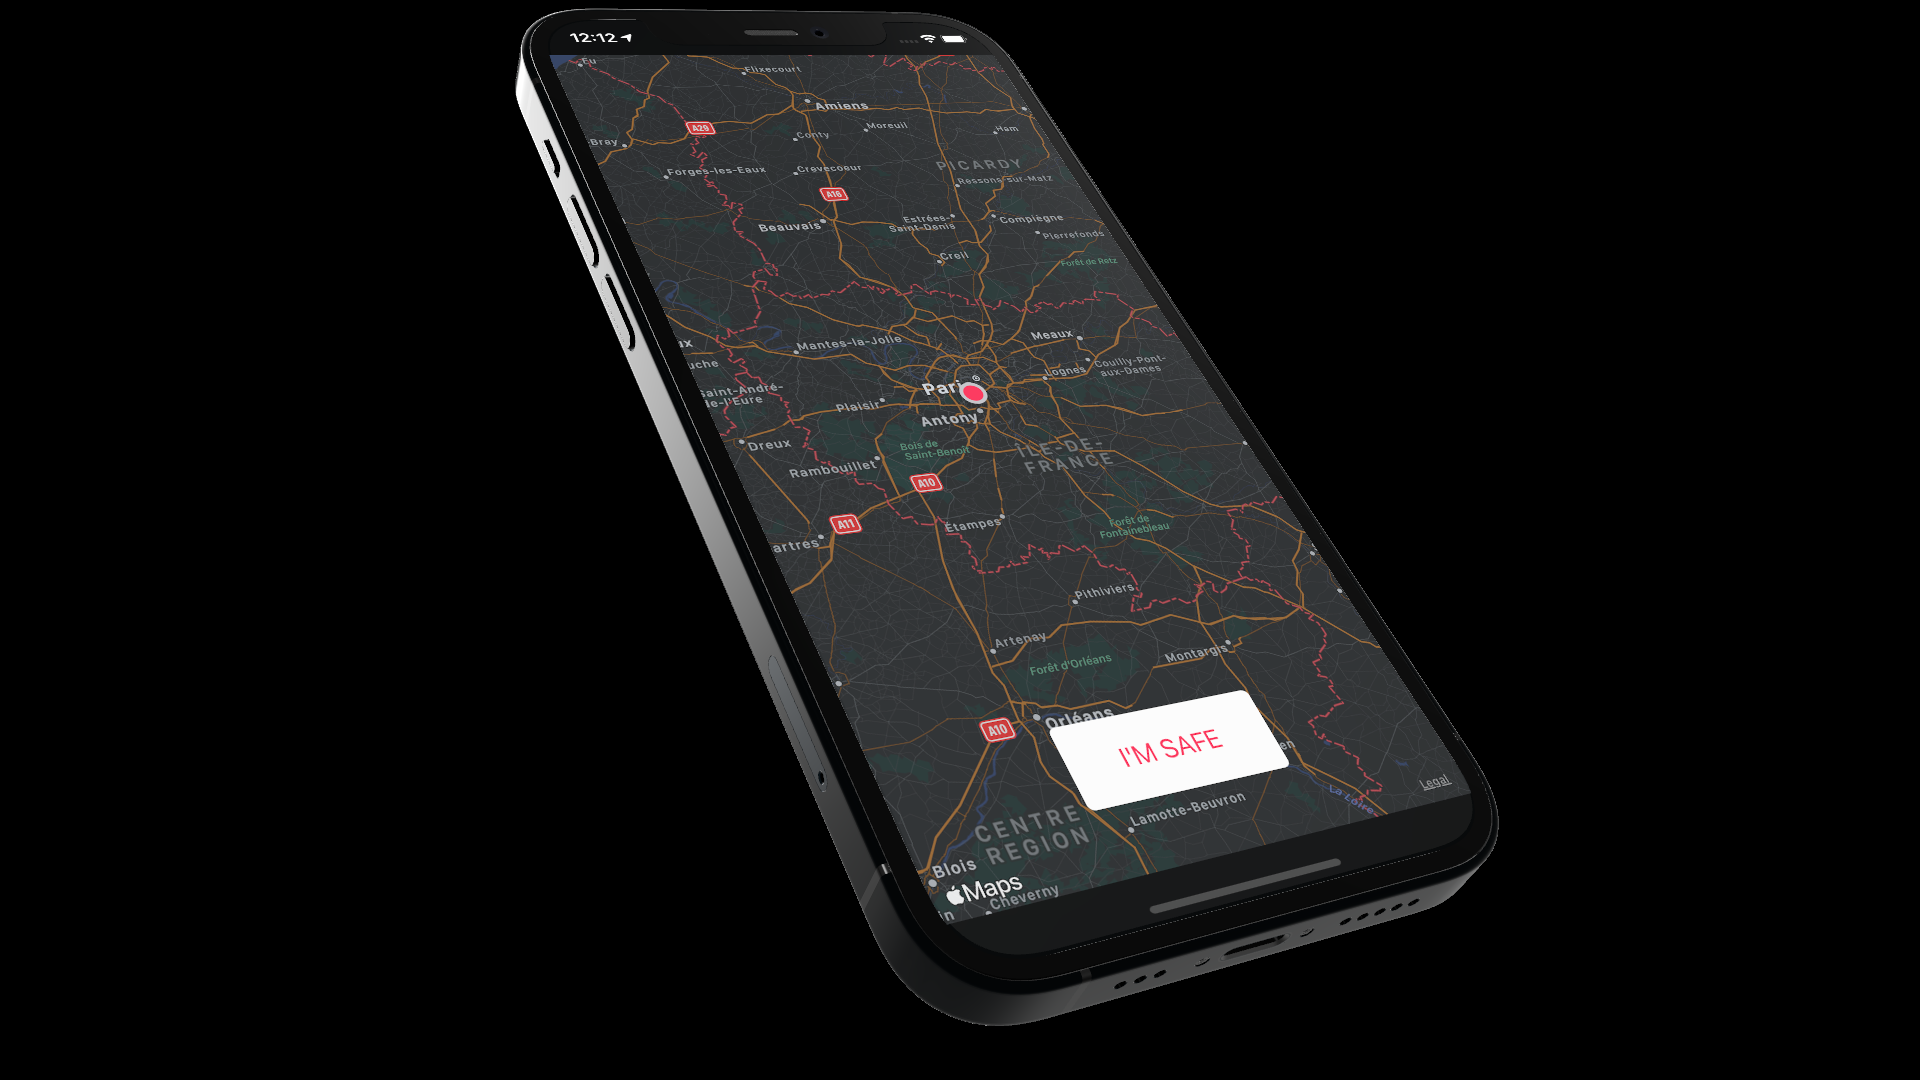 12:12
Eu
Flixecourt
Amiens
A29
Moreuil
Ham
Conty
-Bray
PICARDY
Forges-les-Eaux
Crevecoeur
Ressons-sur-Matz
A16
Beauvais
Estrées-
Saint-Denis
Compiègne
Pierrefonds
Creil
Forêt de Retz
Meaux
Mantes-la-Jolie
ux
uche
Couilly-Pont-
aux-Dames
Lognes
Saint-André-
de-l'Eure
Pari
Plaisir
Antony
Dreux
Bois de
Saint-Benoît
ÎLE-DE-
FRANCE
Rambouillet
A10
A11
Étampes
Forêt de
Fontainebleau
artres
Pithiviers
Artenay
Montargis
Forêt d'Orléans
Orléans
A10
I'M SAFE
en
Legal
La Loire
Lamotte-Beuvron
CENTRE
REGION
Blois
Maps
Cheverny
in